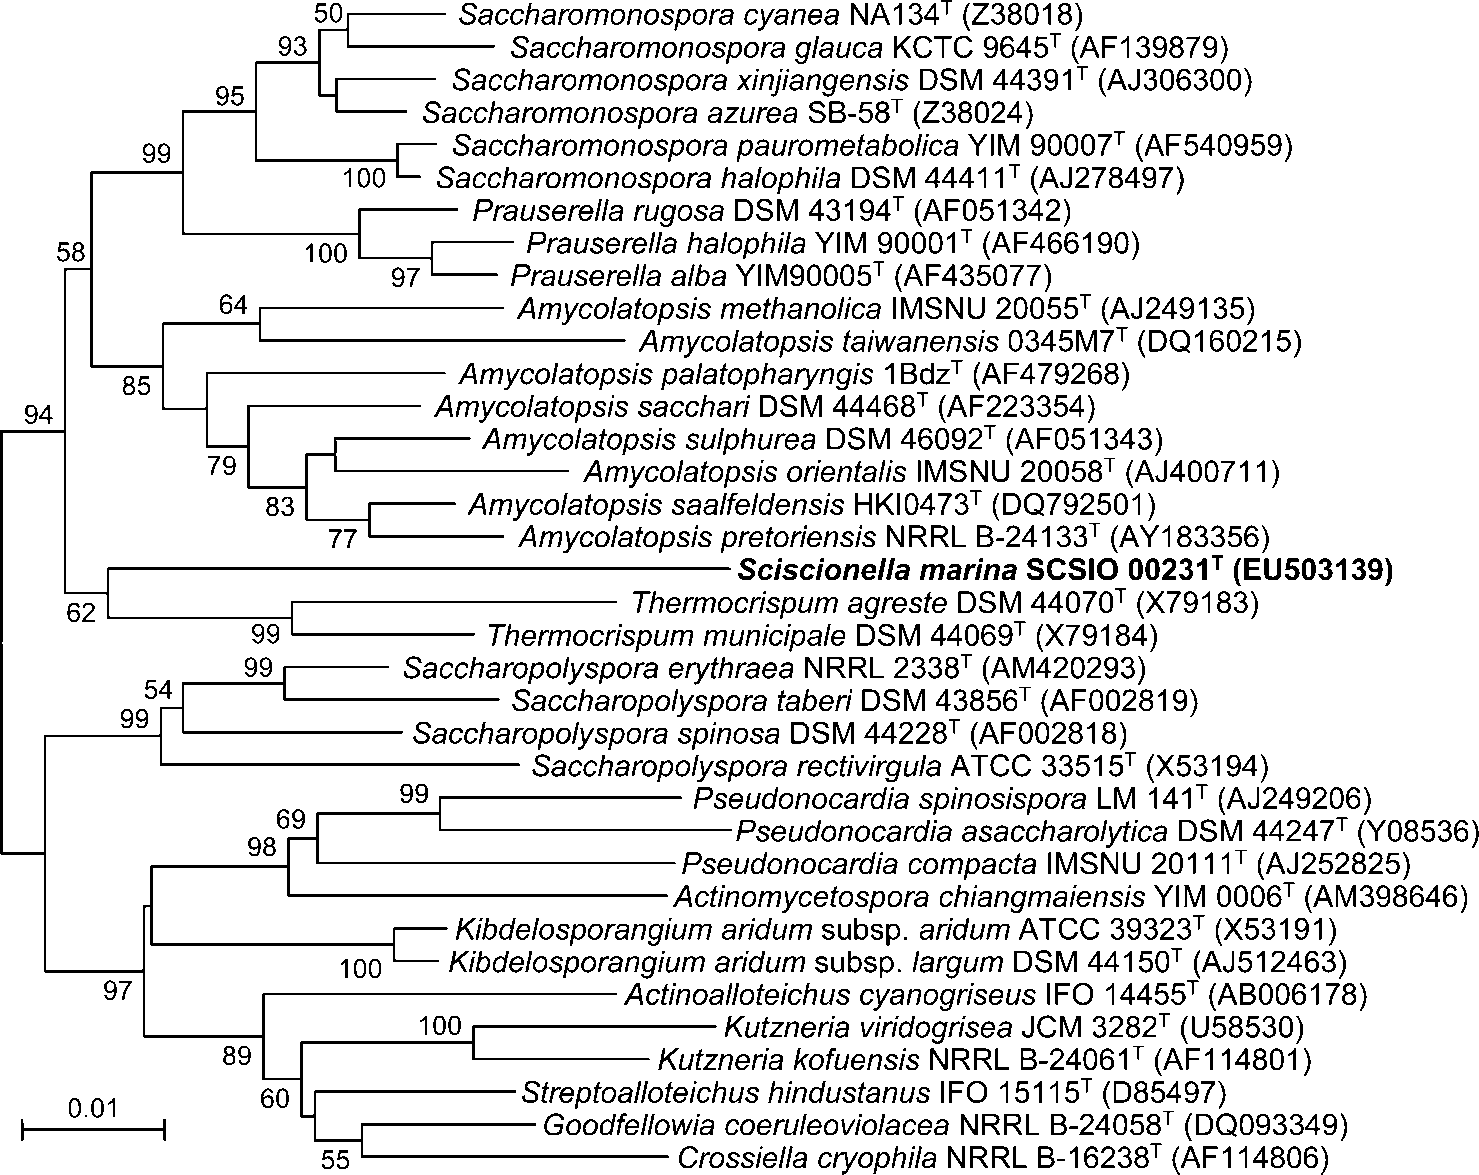 50 Saccharomonospora cyanea NA134T (Z38018)
93 Saccharomonospora glauca KCTC 9645T (AF139879)
Saccharomonospora xinjiangensis DSM 44391T (AJ306300)
95 Saccharomonospora azurea SB-58T (Z38024)
99 Saccharomonospora paurometabolica YIM 90007T (AF540959)
100 Saccharomonospora halophila DSM 44411T (AJ278497)
Prauserella rugosa DSM 43194T (AF051342)
58 100 Prauserella halophila YIM 90001T (AF466190)
97 Prauserella alba YIM90005T (AF435077)
64 Amycolatopsis methanolica IMSNU 20055T (AJ249135)
Amycolatopsis taiwanensis 0345M7T (DQ160215)
85 Amycolatopsis palatopharyngis 1BdzT (AF479268)
94 Amycolatopsis sacchari DSM 44468T (AF223354)
Amycolatopsis sulphurea DSM 46092T (AF051343)
79 Amycolatopsis orientalis IMSNU 20058T (AJ400711)
83 Amycolatopsis saalfeldensis HKI0473T (DQ792501)
77 Amycolatopsis pretoriensis NRRL B-24133T (AY183356)
Sciscionella marina SCSIO 00231T (EU503139)
62 Thermocrispum agreste DSM 44070T (X79183)
99 Thermocrispum municipale DSM 44069T (X79184)
99 Saccharopolyspora erythraea NRRL 2338T (AM420293)
54 Saccharopolyspora taberi DSM 43856T (AF002819)
99 Saccharopolyspora spinosa DSM 44228T (AF002818)
Saccharopolyspora rectivirgula ATCC 33515T (X53194)
99 Pseudonocardia spinosispora LM 141T (AJ249206)
69 Pseudonocardia asaccharolytica DSM 44247T (Y08536)
98 Pseudonocardia compacta IMSNU 20111T (AJ252825)
Actinomycetospora chiangmaiensis YIM 0006T (AM398646)
Kibdelosporangium aridum subsp. aridum ATCC 39323T (X53191)
100 Kibdelosporangium aridum subsp. largum DSM 44150T (AJ512463)
97 Actinoalloteichus cyanogriseus IFO 14455T (AB006178)
100 Kutzneria viridogrisea JCM 3282T (U58530)
89 Kutzneria kofuensis NRRL B-24061T (AF114801)
60 Streptoalloteichus hindustanus IFO 15115T (D85497)
0.01 Goodfellowia coeruleoviolacea NRRL B-24058T (DQ093349)
55 Crossiella cryophila NRRL B-16238T (AF114806)